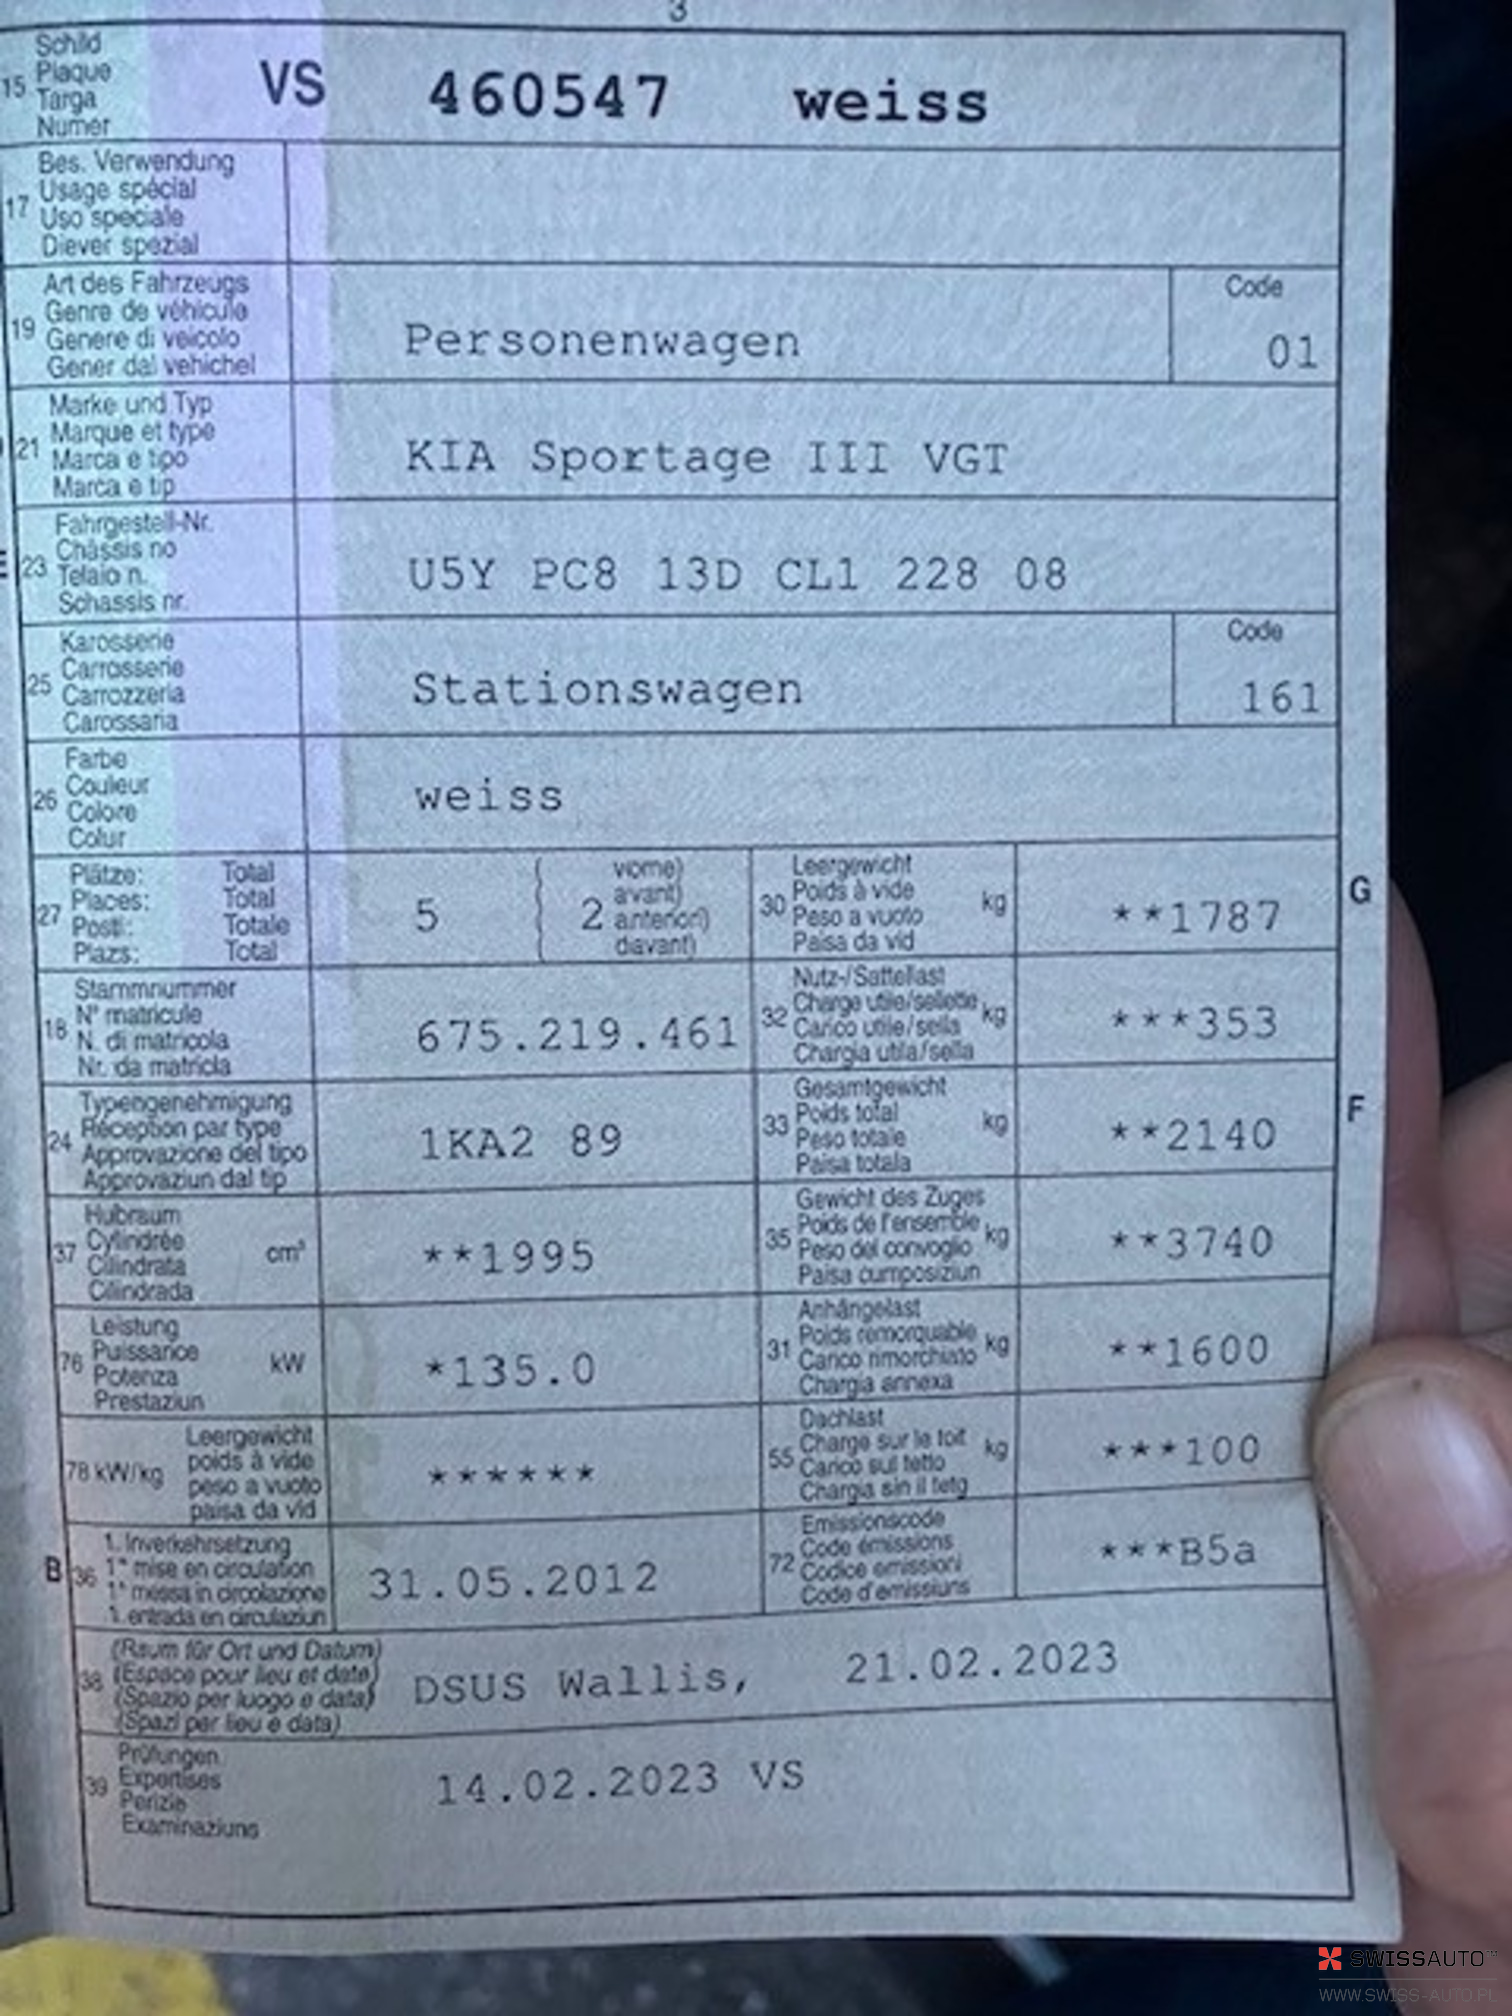 3
15 Schild
Plaque
Targa
Numer
VS 460547 weiss
17 Bes. Verwendung
Usage spécial
Uso speciale
Diever spezial
19 Art des Fahrzeugs
Genre de véhicule
Genere di veicolo
Gener dal vehichel
Personenwagen
Code
01
21 Marke und Typ
Marque et type
Marca e tipo
Marca e tip
KIA Sportage III VGT
23 Fahrgestell-Nr.
Châssis no
Telaio n.
Schassis nr.
U5Y PC8 13D CL1 228 08
25 Karosserie
Carrosserie
Carrozzeria
Carossaria
Stationswagen
Code
161
26 Farbe
Couleur
Colore
Colur
weiss
27 Plätze: Total
Places: Total
Posti: Totale
Plazs: Total
5 ( 2 vorne)
avant)
anteriori)
davant)
30 Leergewicht
Poids à vide
Peso a vuoto
Paisa da vid
kg **1787
G
18 Stammnummer
N° matricule
N. di matricola
Nr. da matricla
675.219.461
32 Nutz-/Sattellast
Charge utile/sellette
Carico utile/sella
Chargia utila/sella
kg ***353
24 Typengenehmigung
Réception par type
Approvazione del tipo
Approvaziun dal tip
1KA2 89
33 Gesamtgewicht
Poids total
Peso totale
Paisa totala
kg **2140
F
37 Hubraum
Cylindrée
Cilindrata
Cilindrada
cm³ **1995
35 Gewicht des Zuges
Poids de l'ensemble
Peso del convoglio
Paisa cumposiziun
kg **3740
76 Leistung
Puissance
Potenza
Prestaziun
kW *135.0
31 Anhängelast
Poids remorquable
Carico rimorchiato
Chargia annexa
kg **1600
78 kW/kg Leergewicht
poids à vide
peso a vuoto
paisa da vid
******
55 Dachlast
Charge sur le toit
Carico sul tetto
Chargia sin il tetg
kg ***100
B 36 1. Inverkehrsetzung
1re mise en circulation
1a messa in circolazione
1. entrada en circulaziun
31.05.2012
72 Emissionscode
Code émissions
Codice emissioni
Code d'emissiuns
***B5a
38 (Raum für Ort und Datum)
(Espace pour lieu et date)
(Spazio per luogo e data)
(Spazi per lieu e data)
DSUS Wallis, 21.02.2023
39 Prüfungen
Expertises
Perizie
Examinaziuns
14.02.2023 VS
SWISSAUTO
WWW.SWISS-AUTO.PL